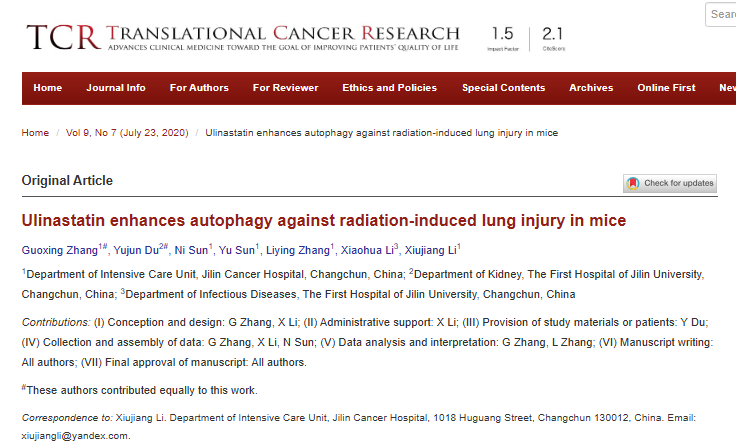 Sear
TCR TRANSLATIONAL CANCER RESEARCH
ADVANCES CLINICAL MEDICINE TOWARD THE GOAL OF IMPROVING PATIENTS' QUALITY OF LIFE
1.5
Impact Factor
2.1
CiteScore
Home Journal Info For Authors For Reviewer Ethics and Policies Special Contents Archives Online First New
Home / Vol 9, No 7 (July 23, 2020) / Ulinastatin enhances autophagy against radiation-induced lung injury in mice
Original Article
Check for updates
Ulinastatin enhances autophagy against radiation-induced lung injury in mice
Guoxing Zhang1#, Yujun Du2#, Ni Sun1, Yu Sun1, Liying Zhang1, Xiaohua Li3, Xiujiang Li1
1Department of Intensive Care Unit, Jilin Cancer Hospital, Changchun, China; 2Department of Kidney, The First Hospital of Jilin University,
Changchun, China; 3Department of Infectious Diseases, The First Hospital of Jilin University, Changchun, China
Contributions: (I) Conception and design: G Zhang, X Li; (II) Administrative support: X Li; (III) Provision of study materials or patients: Y Du;
(IV) Collection and assembly of data: G Zhang, X Li, N Sun; (V) Data analysis and interpretation: G Zhang, L Zhang; (VI) Manuscript writing:
All authors; (VII) Final approval of manuscript: All authors.
#These authors contributed equally to this work.
Correspondence to: Xiujiang Li. Department of Intensive Care Unit, Jilin Cancer Hospital, 1018 Huguang Street, Changchun 130012, China. Email:
xiujiangli@yandex.com.